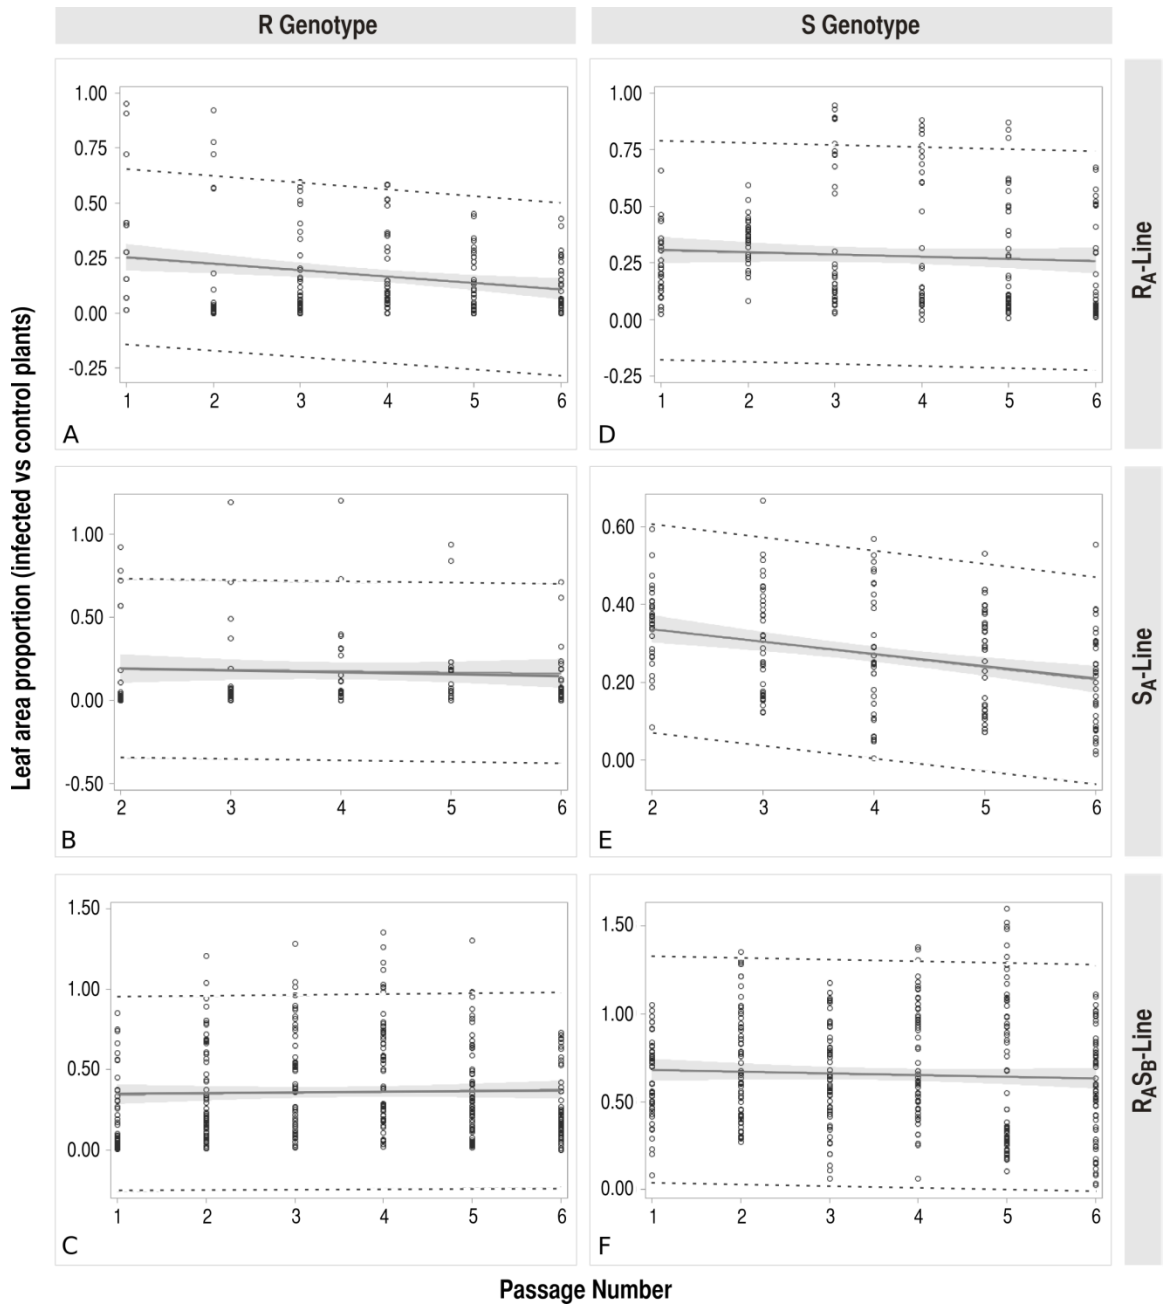 R Genotype
S Genotype
Leaf area proportion (infected vs control plants)
1.00
0.75
0.50
0.25
0.00
-0.25
1 2 3 4 5 6
A
1.00
0.75
0.50
0.25
0.00
-0.25
1 2 3 4 5 6
D
RA-Line
1.00
0.50
0.00
-0.50
2 3 4 5 6
B
0.60
0.40
0.20
0.00
2 3 4 5 6
E
SA-Line
1.50
1.00
0.50
0.00
1 2 3 4 5 6
C
1.50
1.00
0.50
0.00
1 2 3 4 5 6
F
RASB-Line
Passage Number